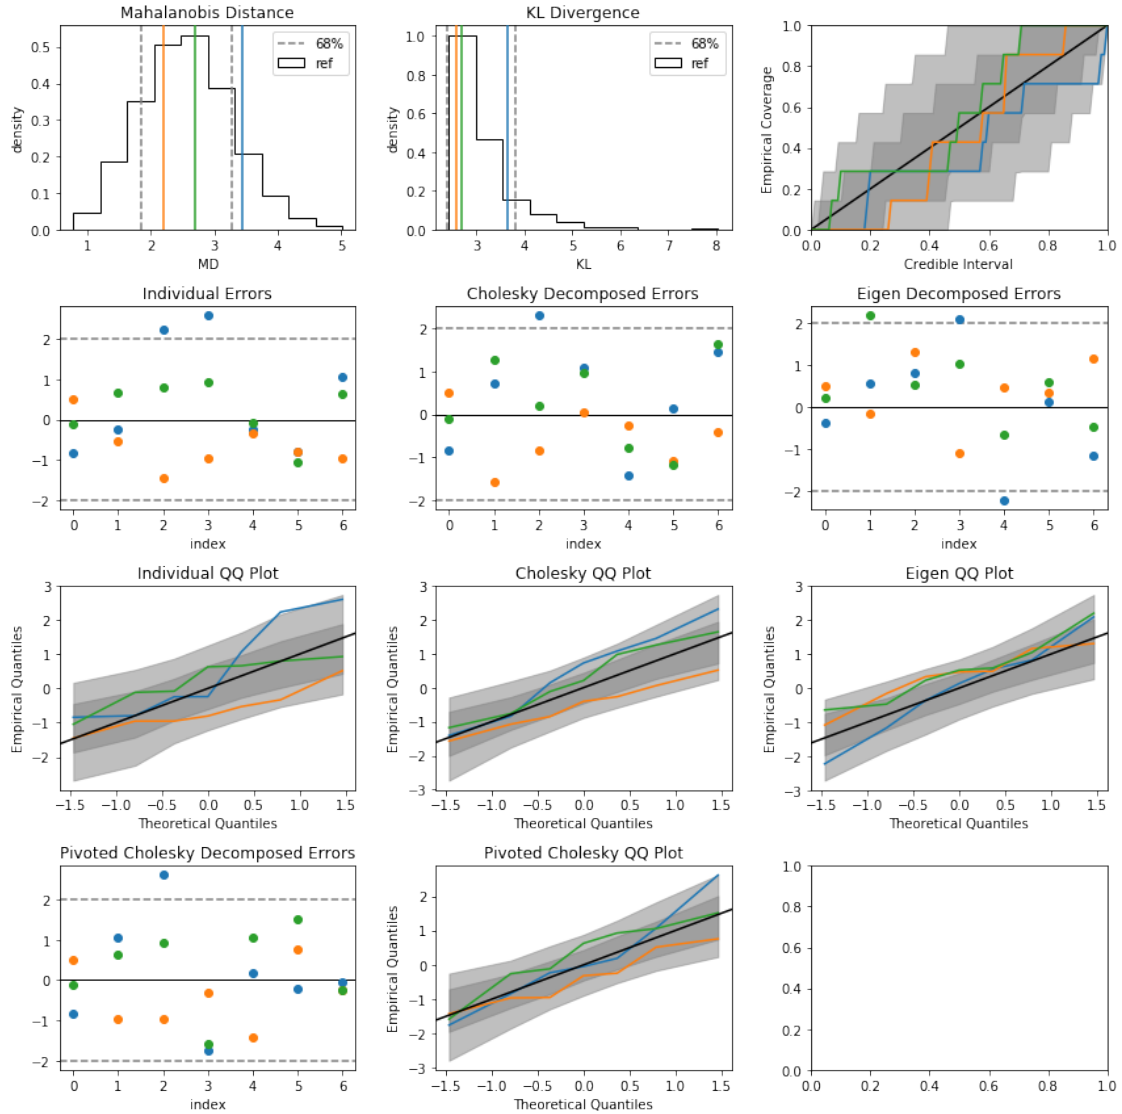 Mahalanobis Distance
density
0.5
0.4
0.3
0.2
0.1
0.0
68%
ref
1 2 3 4 5
MD
KL Divergence
density
1.0
0.8
0.6
0.4
0.2
0.0
68%
ref
3 4 5 6 7 8
KL
Empirical Coverage
1.0
0.8
0.6
0.4
0.2
0.0
0.0 0.2 0.4 0.6 0.8 1.0
Credible Interval
Individual Errors
2
1
0
−1
−2
0 1 2 3 4 5 6
index
Cholesky Decomposed Errors
2
1
0
−1
−2
0 1 2 3 4 5 6
index
Eigen Decomposed Errors
2
1
0
−1
−2
0 1 2 3 4 5 6
index
Individual QQ Plot
Empirical Quantiles
3
2
1
0
−1
−2
−1.5 −1.0 −0.5 0.0 0.5 1.0 1.5
Theoretical Quantiles
Cholesky QQ Plot
Empirical Quantiles
3
2
1
0
−1
−2
−3
−1.5 −1.0 −0.5 0.0 0.5 1.0 1.5
Theoretical Quantiles
Eigen QQ Plot
Empirical Quantiles
3
2
1
0
−1
−2
−3
−1.5 −1.0 −0.5 0.0 0.5 1.0 1.5
Theoretical Quantiles
Pivoted Cholesky Decomposed Errors
2
1
0
−1
−2
0 1 2 3 4 5 6
index
Pivoted Cholesky QQ Plot
Empirical Quantiles
2
1
0
−1
−2
−3
−1.5 −1.0 −0.5 0.0 0.5 1.0 1.5
Theoretical Quantiles
1.0
0.8
0.6
0.4
0.2
0.0
0.0 0.2 0.4 0.6 0.8 1.0